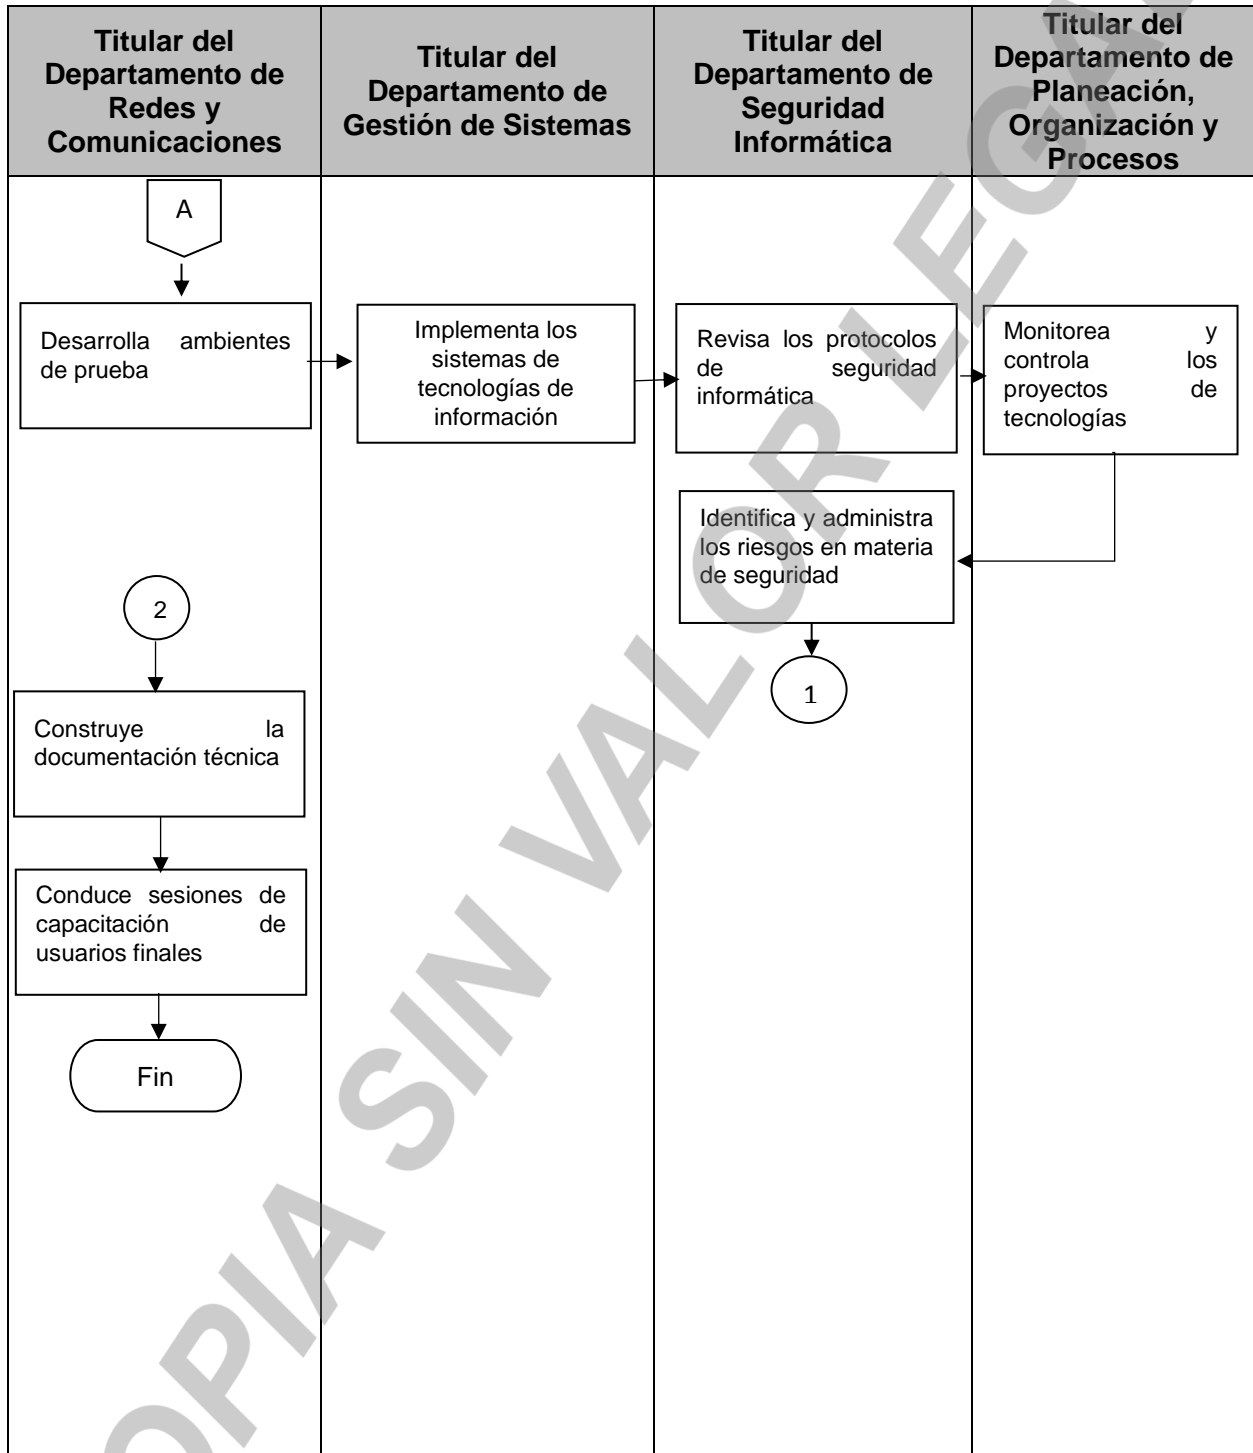 Titular del
Departamento de
Redes y
Comunicaciones
Titular del
Departamento de
Gestión de Sistemas
Titular del
Departamento de
Seguridad
Informática
Titular del
Departamento de
Planeación,
Organización y
Procesos
A
Desarrolla ambientes
de prueba
Implementa los
sistemas de
tecnologías de
información
Revisa los protocolos
de seguridad
informática
Monitorea y
controla los
proyectos de
tecnologías
Identifica y administra
los riesgos en materia
de seguridad
1
2
Construye la
documentación técnica
Conduce sesiones de
capacitación de
usuarios finales
Fin
OPIA SIN VALOR LEGA